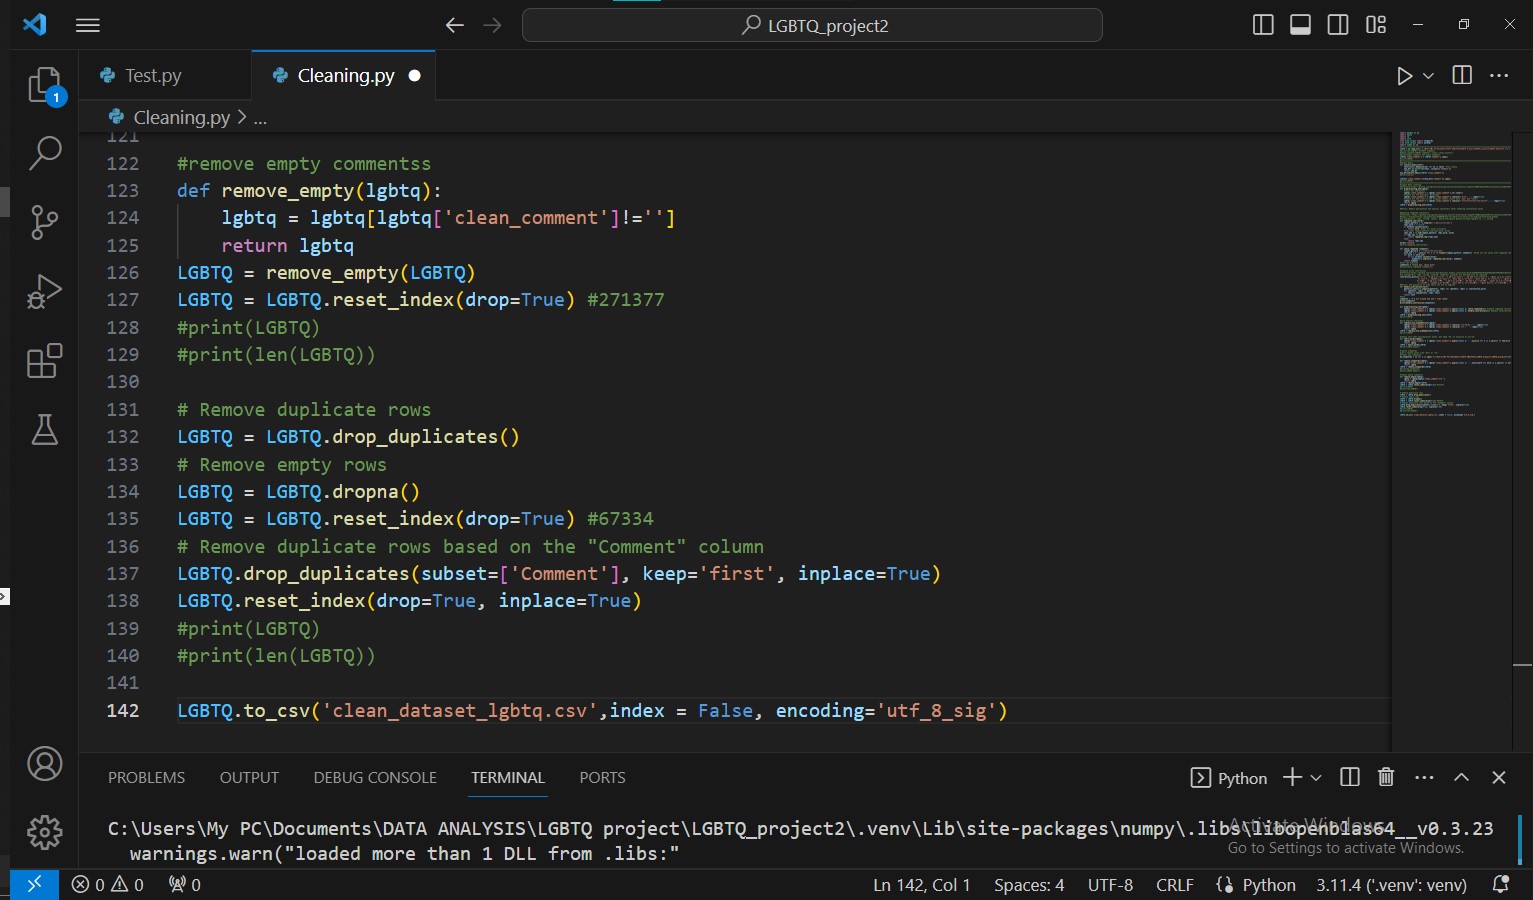 LGBTQ_project2
Test.py
Cleaning.py
1
Cleaning.py > ...
121
122 #remove empty commentss
123 def remove_empty(lgbtq):
124     lgbtq = lgbtq[lgbtq['clean_comment']!='']
125     return lgbtq
126 LGBTQ = remove_empty(LGBTQ)
127 LGBTQ = LGBTQ.reset_index(drop=True) #271377
128 #print(LGBTQ)
129 #print(len(LGBTQ))
130
131 # Remove duplicate rows
132 LGBTQ = LGBTQ.drop_duplicates()
133 # Remove empty rows
134 LGBTQ = LGBTQ.dropna()
135 LGBTQ = LGBTQ.reset_index(drop=True) #67334
136 # Remove duplicate rows based on the "Comment" column
137 LGBTQ.drop_duplicates(subset=['Comment'], keep='first', inplace=True)
138 LGBTQ.reset_index(drop=True, inplace=True)
139 #print(LGBTQ)
140 #print(len(LGBTQ))
141
142 LGBTQ.to_csv('clean_dataset_lgbtq.csv',index = False, encoding='utf_8_sig')
PROBLEMS OUTPUT DEBUG CONSOLE TERMINAL PORTS
Python
C:\Users\My PC\Documents\DATA ANALYSIS\LGBTQ project\LGBTQ_project2\.venv\Lib\site-packages\numpy\.libs\libopenblas64__v0.3.23
warnings.warn("loaded more than 1 DLL from .libs:"
Activate Windows
Go to Settings to activate Windows.
0 0 0
Ln 142, Col 1 Spaces: 4 UTF-8 CRLF Python 3.11.4 ('.venv': venv)